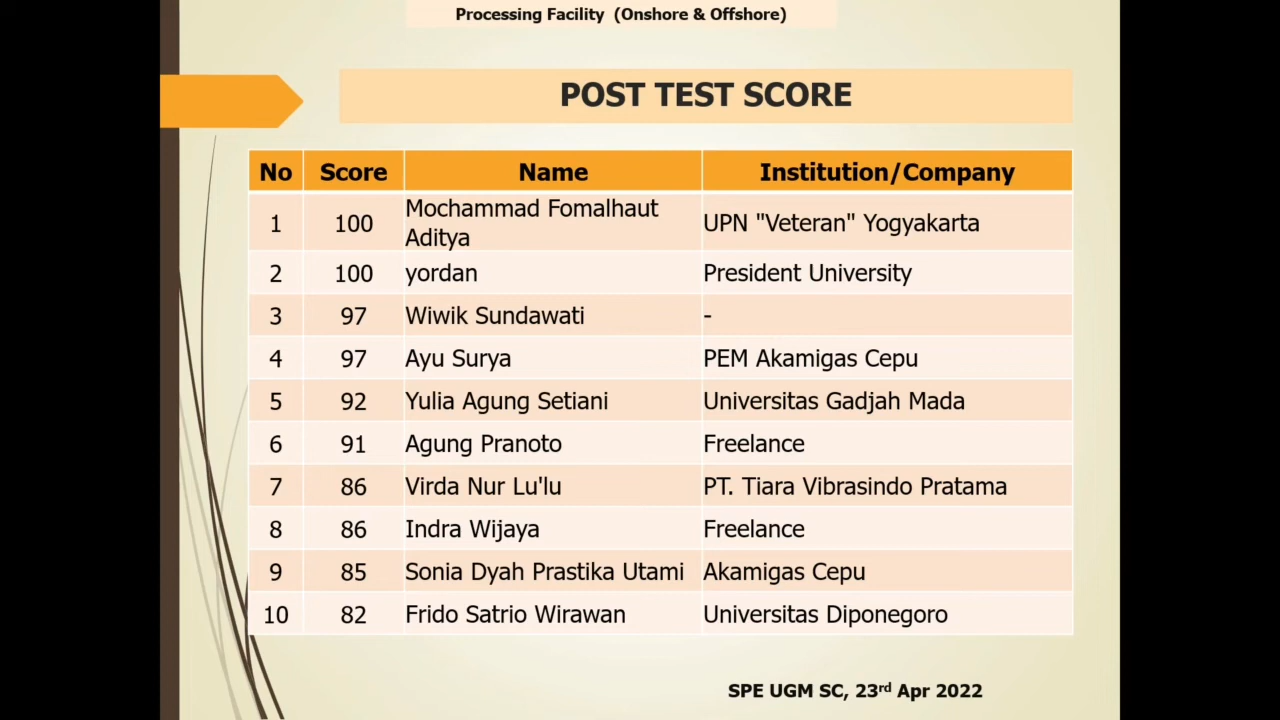 Processing Facility (Onshore & Offshore)
POST TEST SCORE
No Score Name Institution/Company
1 100 Mochammad Fomalhaut Aditya UPN "Veteran" Yogyakarta
2 100 yordan President University
3 97 Wiwik Sundawati -
4 97 Ayu Surya PEM Akamigas Cepu
5 92 Yulia Agung Setiani Universitas Gadjah Mada
6 91 Agung Pranoto Freelance
7 86 Virda Nur Lu'lu PT. Tiara Vibrasindo Pratama
8 86 Indra Wijaya Freelance
9 85 Sonia Dyah Prastika Utami Akamigas Cepu
10 82 Frido Satrio Wirawan Universitas Diponegoro
SPE UGM SC, 23rd Apr 2022